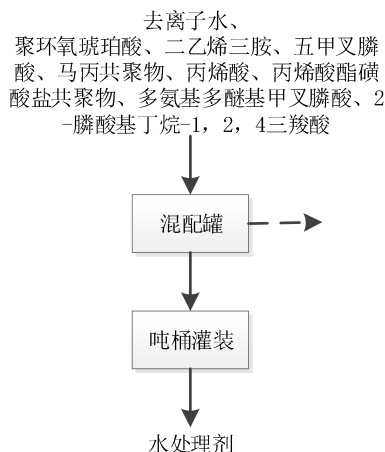 去离子水、
聚环氧琥珀酸、二乙烯三胺、五甲叉膦
酸、马丙共聚物、丙烯酸、丙烯酸酯磺
酸盐共聚物、多氨基多醚基甲叉膦酸、2
-膦酸基丁烷-1，2，4三羧酸
混配罐
吨桶灌装
水处理剂